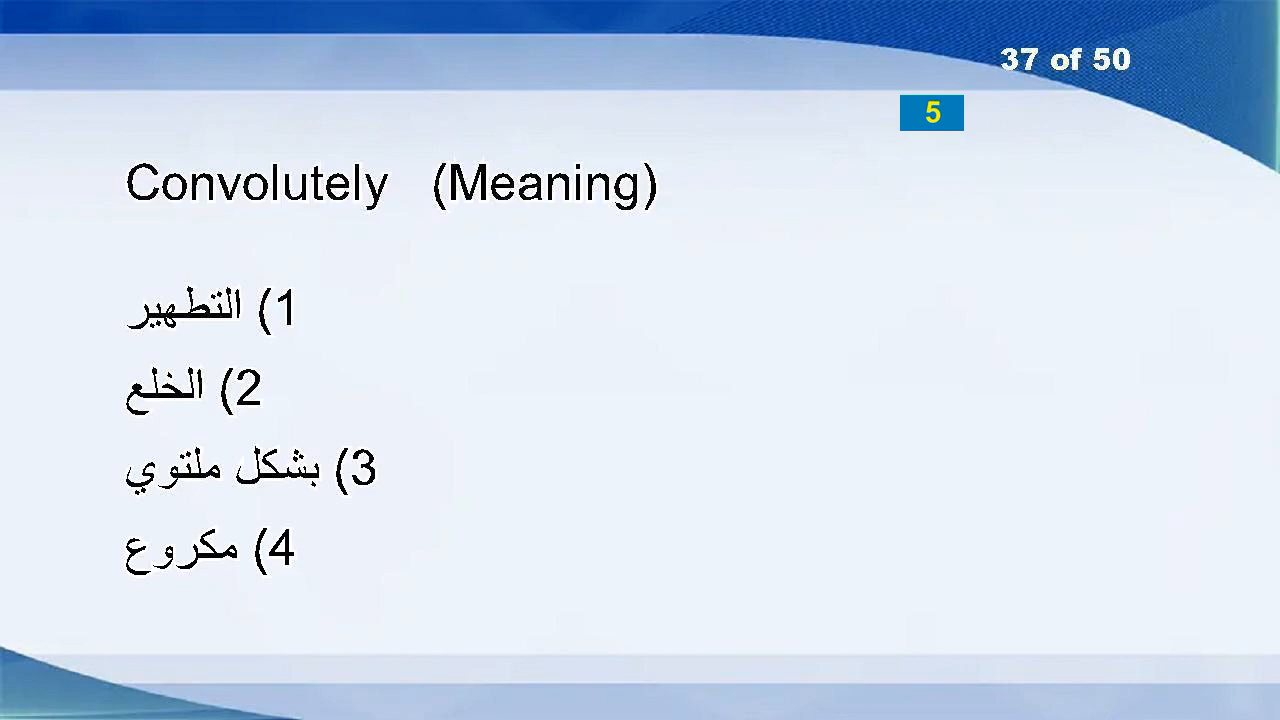 37 of 50
5
Convolutely (Meaning)
1) التطهير
2) الخلع
3) بشكل ملتوي
4) مكروع